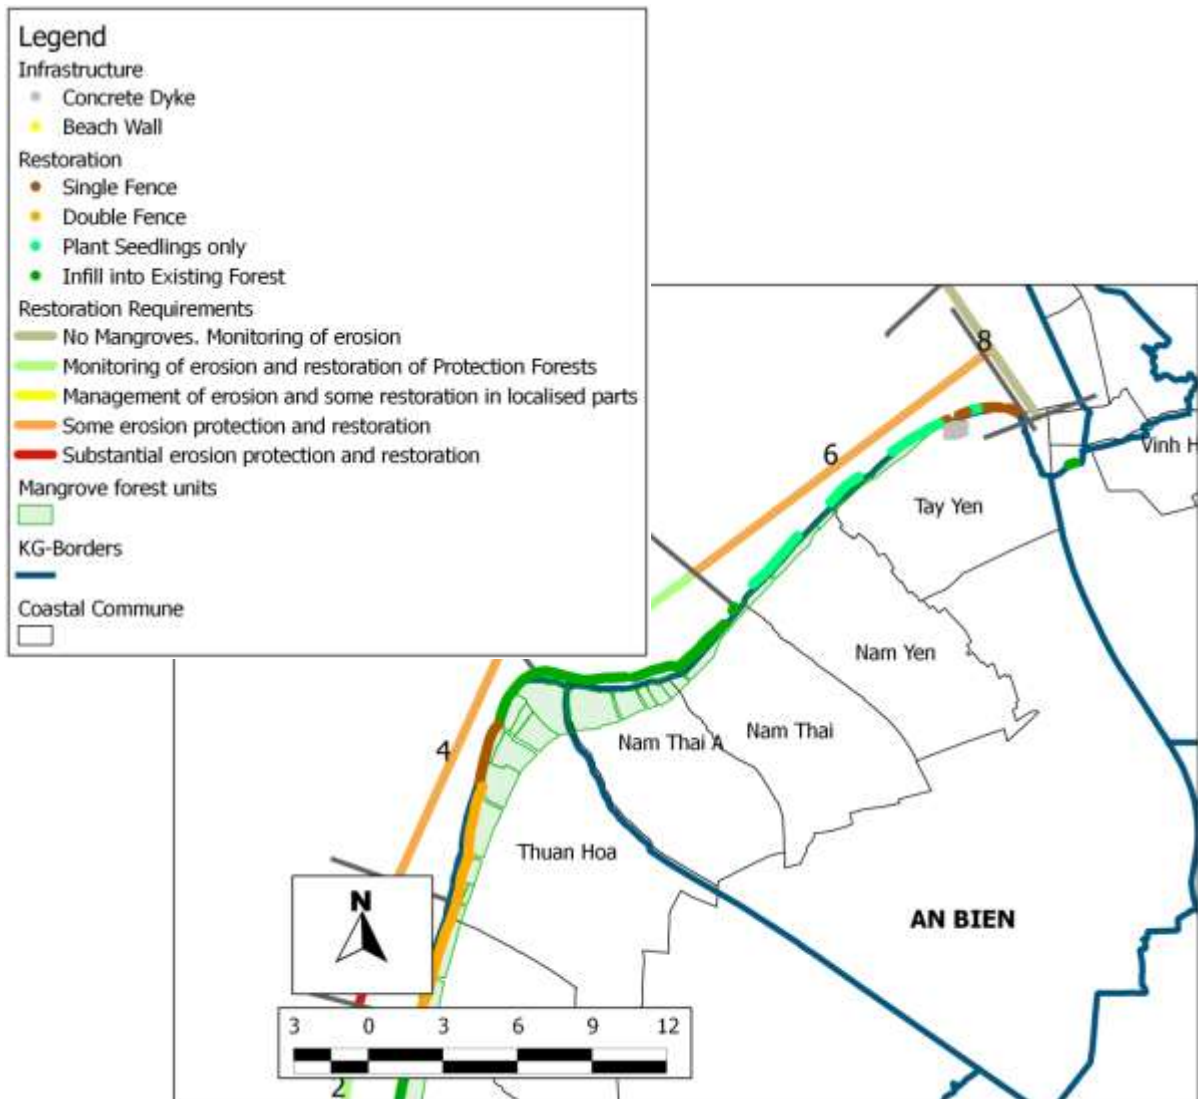 Legend
Infrastructure
Concrete Dyke
Beach Wall
Restoration
Single Fence
Double Fence
Plant Seedlings only
Infill into Existing Forest
Restoration Requirements
No Mangroves. Monitoring of erosion
Monitoring of erosion and restoration of Protection Forests
Management of erosion and some restoration in localised parts
Some erosion protection and restoration
Substantial erosion protection and restoration
Mangrove forest units
KG-Borders
Coastal Commune
8
6
Vinh H
Tay Yen
Nam Yen
Nam Thai
Nam Thai A
4
Thuan Hoa
AN BIEN
N
3 0 3 6 9 12
2